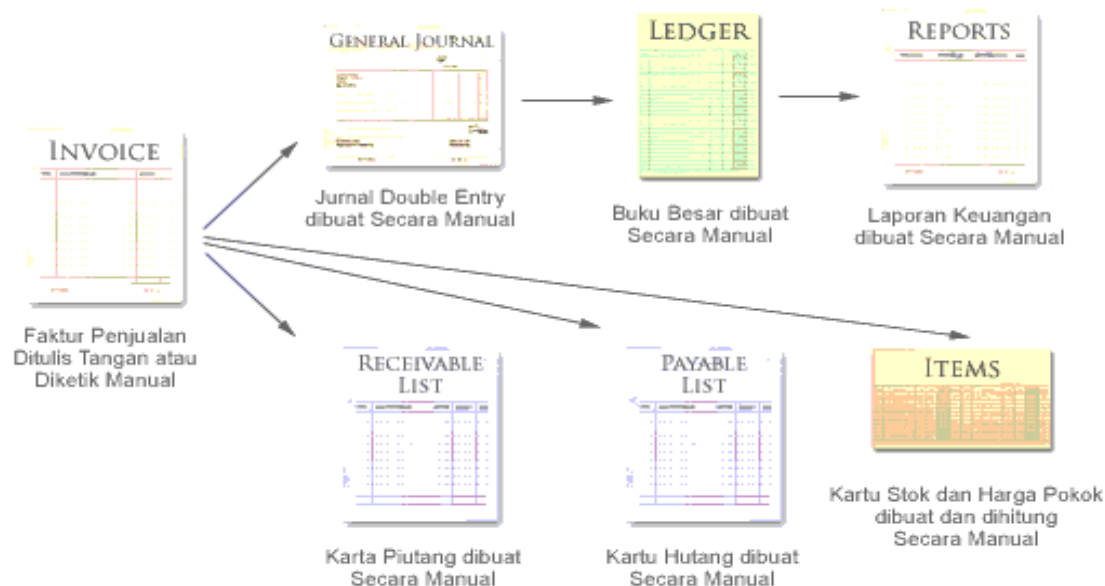 INVOICE
Faktur Penjualan
Ditulis Tangan atau
Diketik Manual
GENERAL JOURNAL
Jurnal Double Entry
dibuat Secara Manual
LEDGER
Buku Besar dibuat
Secara Manual
REPORTS
Laporan Keuangan
dibuat Secara Manual
RECEIVABLE
LIST
Karta Piutang dibuat
Secara Manual
PAYABLE
LIST
Kartu Hutang dibuat
Secara Manual
ITEMS
Kartu Stok dan Harga Pokok
dibuat dan dihitung
Secara Manual